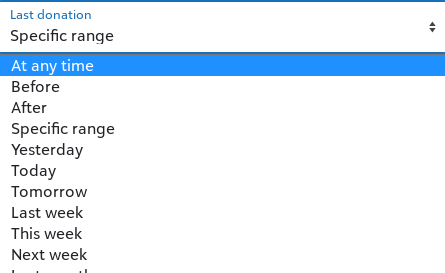 Last donation
Specific range
At any time
Before
After
Specific range
Yesterday
Today
Tomorrow
Last week
This week
Next week